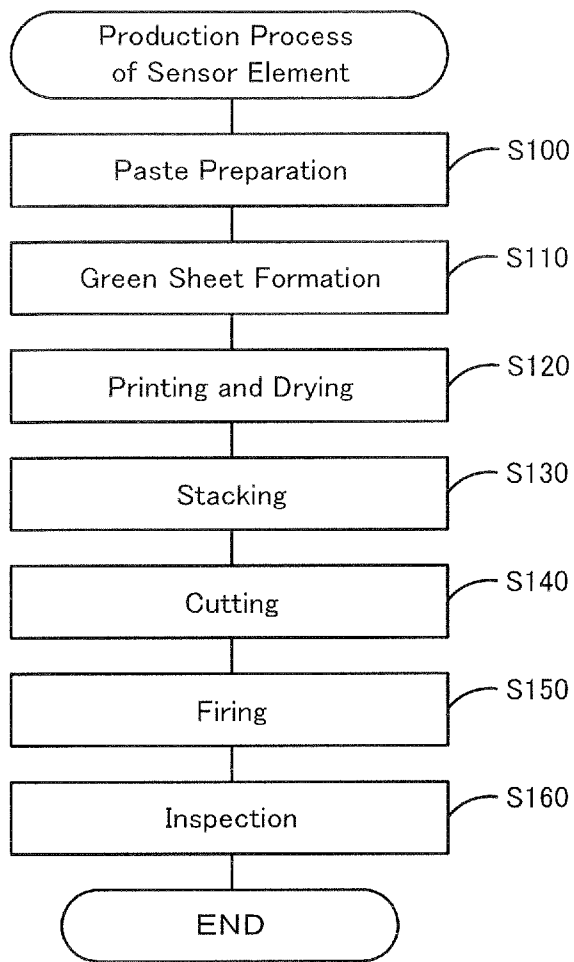 Production Process
of Sensor Element
Paste Preparation
S100
Green Sheet Formation
S110
Printing and Drying
S120
Stacking
S130
Cutting
S140
Firing
S150
Inspection
S160
END